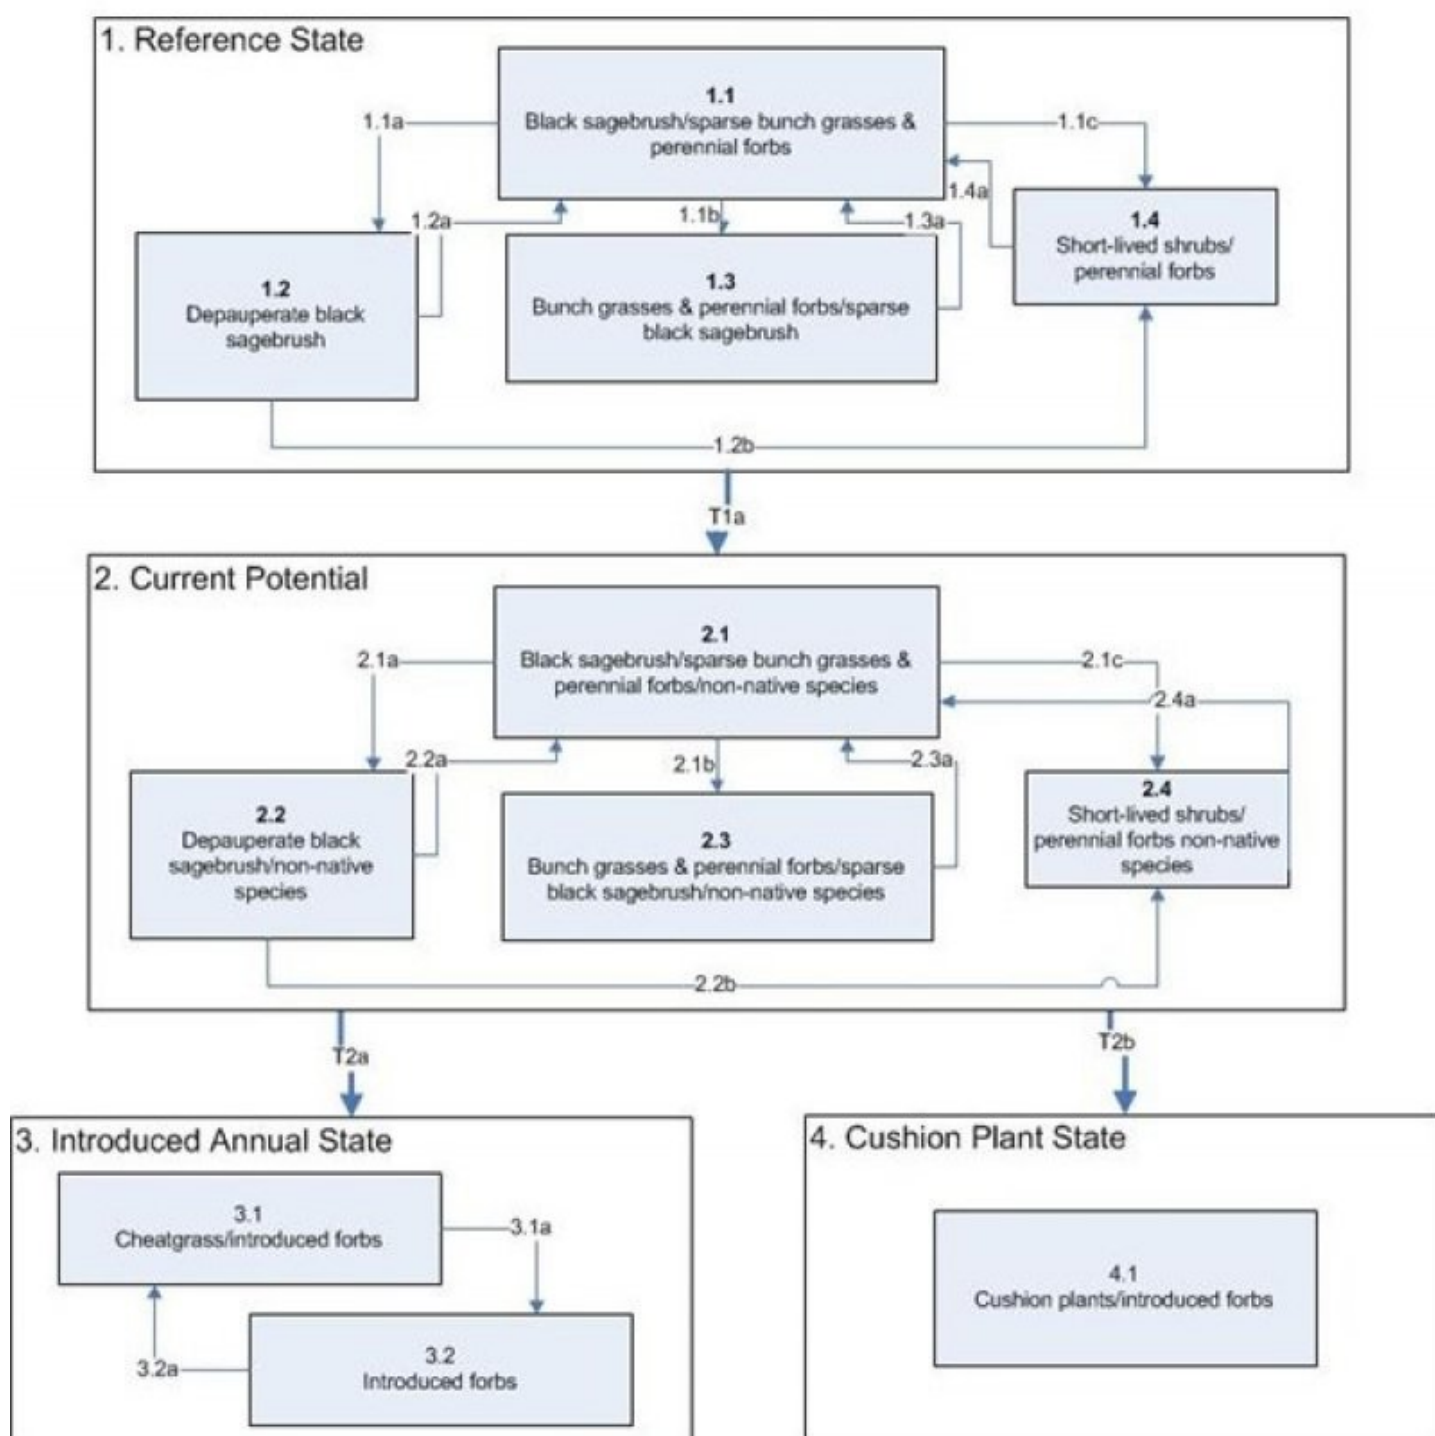 1. Reference State
1.1
Black sagebrush/sparse bunch grasses &
perennial forbs
1.1a
1.1c
1.4a
1.2a
1.1b
1.3a
1.4
Short-lived shrubs/
perennial forbs
1.2
Depauperate black
sagebrush
1.3
Bunch grasses & perennial forbs/sparse
black sagebrush
1.2b
T1a
2. Current Potential
2.1
Black sagebrush/sparse bunch grasses &
perennial forbs/non-native species
2.1a
2.1c
2.4a
2.2a
2.1b
2.3a
2.4
Short-lived shrubs/
perennial forbs non-native
species
2.2
Depauperate black
sagebrush/non-native
species
2.3
Bunch grasses & perennial forbs/sparse
black sagebrush/non-native species
2.2b
T2a
T2b
3. Introduced Annual State
3.1
Cheatgrass/introduced forbs
3.1a
3.2
Introduced forbs
3.2a
4. Cushion Plant State
4.1
Cushion plants/introduced forbs